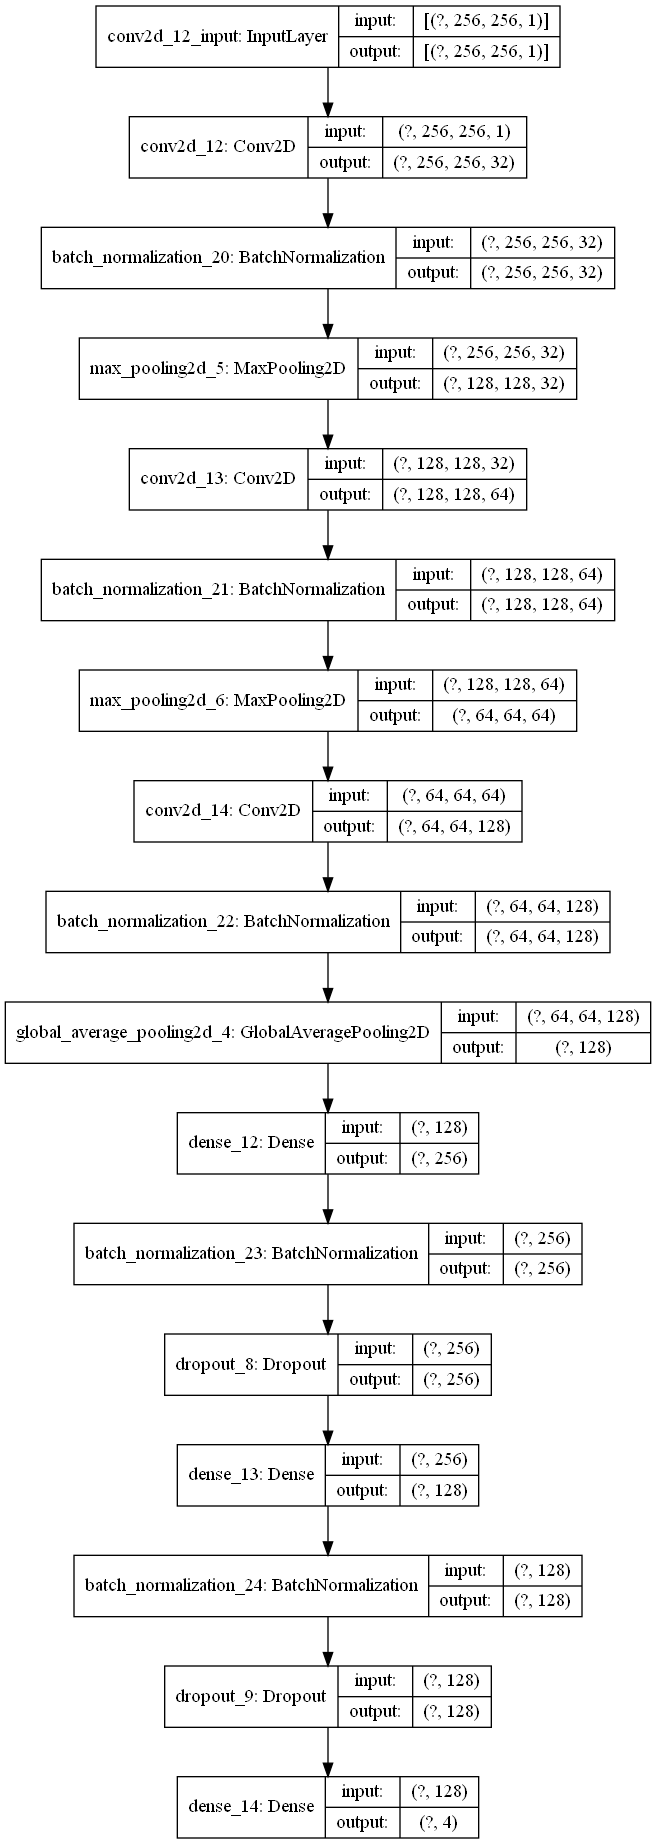 conv2d_12_input: InputLayer
input: [(?, 256, 256, 1)]
output: [(?, 256, 256, 1)]
conv2d_12: Conv2D
input: (?, 256, 256, 1)
output: (?, 256, 256, 32)
batch_normalization_20: BatchNormalization
input: (?, 256, 256, 32)
output: (?, 256, 256, 32)
max_pooling2d_5: MaxPooling2D
input: (?, 256, 256, 32)
output: (?, 128, 128, 32)
conv2d_13: Conv2D
input: (?, 128, 128, 32)
output: (?, 128, 128, 64)
batch_normalization_21: BatchNormalization
input: (?, 128, 128, 64)
output: (?, 128, 128, 64)
max_pooling2d_6: MaxPooling2D
input: (?, 128, 128, 64)
output: (?, 64, 64, 64)
conv2d_14: Conv2D
input: (?, 64, 64, 64)
output: (?, 64, 64, 128)
batch_normalization_22: BatchNormalization
input: (?, 64, 64, 128)
output: (?, 64, 64, 128)
global_average_pooling2d_4: GlobalAveragePooling2D
input: (?, 64, 64, 128)
output: (?, 128)
dense_12: Dense
input: (?, 128)
output: (?, 256)
batch_normalization_23: BatchNormalization
input: (?, 256)
output: (?, 256)
dropout_8: Dropout
input: (?, 256)
output: (?, 256)
dense_13: Dense
input: (?, 256)
output: (?, 128)
batch_normalization_24: BatchNormalization
input: (?, 128)
output: (?, 128)
dropout_9: Dropout
input: (?, 128)
output: (?, 128)
dense_14: Dense
input: (?, 128)
output: (?, 4)